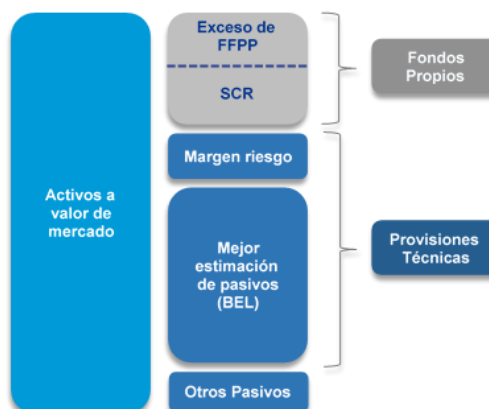 Activos a
valor de
mercado
Exceso de
FFPP
SCR
Margen riesgo
Mejor
estimación
de pasivos
(BEL)
Otros Pasivos
Fondos
Propios
Provisiones
Técnicas